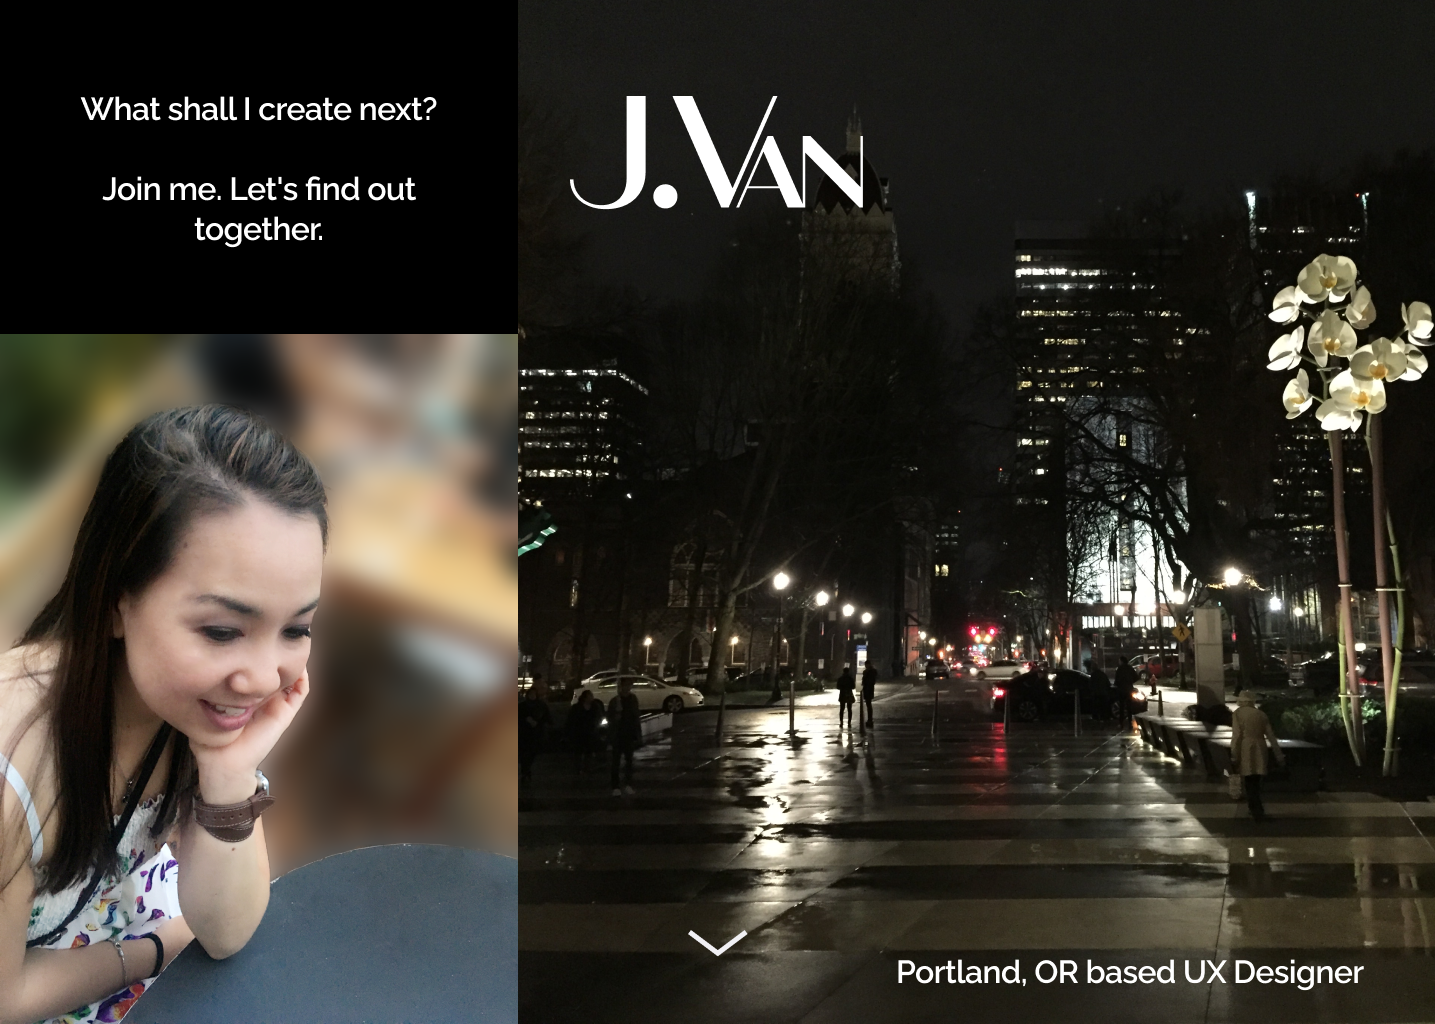 What shall I create next?
Join me. Let's find out
together.
J.VAN
Portland, OR based UX Designer